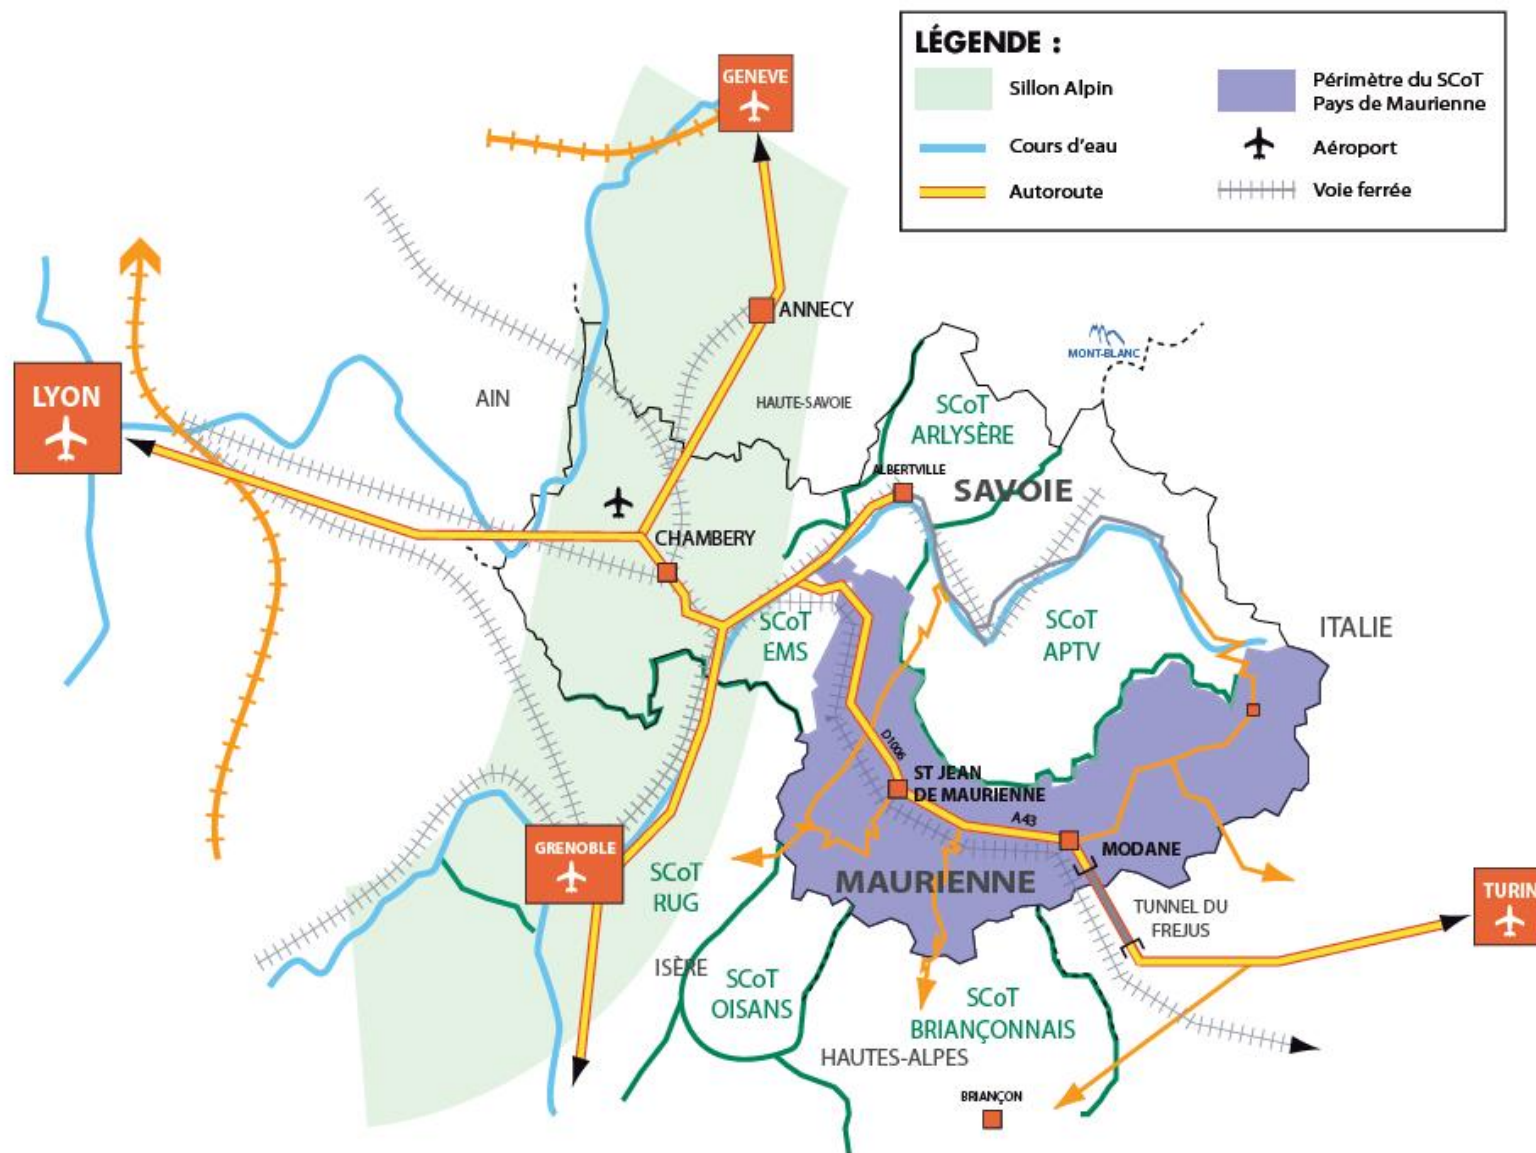 LÉGENDE :
Sillon Alpin
Périmètre du SCoT
Pays de Maurienne
Cours d'eau
Aéroport
Autoroute
Voie ferrée
GENEVE
ANNECY
MONT-BLANC
LYON
AIN
HAUTE-SAVOIE
SCoT
ARLYSÈRE
ALBERTVILLE
SAVOIE
CHAMBERY
SCoT
EMS
SCoT
APTV
ITALIE
D1006
ST JEAN
DE MAURIENNE
A43
MODANE
GRENOBLE
SCoT
RUG
MAURIENNE
TURIN
TUNNEL DU
FREJUS
ISÈRE
SCoT
OISANS
SCoT
BRIANÇONNAIS
HAUTES-ALPES
BRIANÇON